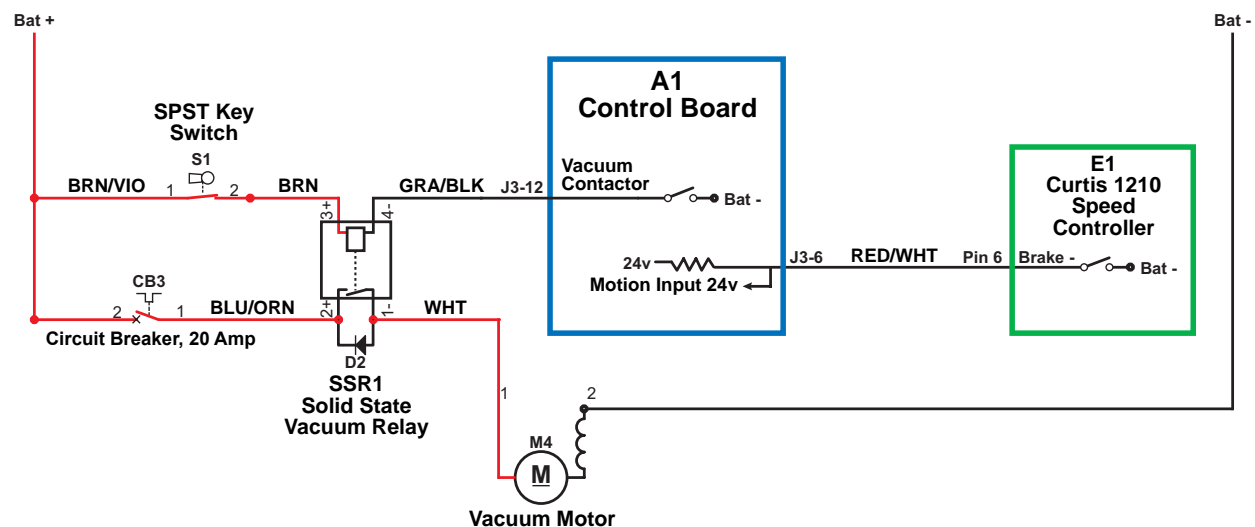 Bat +
Bat -
A1
Control Board
SPST Key
Switch
S1
BRN/VIO
1
2
BRN
3+
4-
GRA/BLK
J3-12
Vacuum
Contactor
Bat -
E1
Curtis 1210
Speed
Controller
24v
Motion Input 24v
J3-6
RED/WHT
Pin 6
Brake -
Bat -
CB3
2
1
BLU/ORN
2+
1-
WHT
Circuit Breaker, 20 Amp
D2
SSR1
Solid State
Vacuum Relay
1
2
M4
M
Vacuum Motor